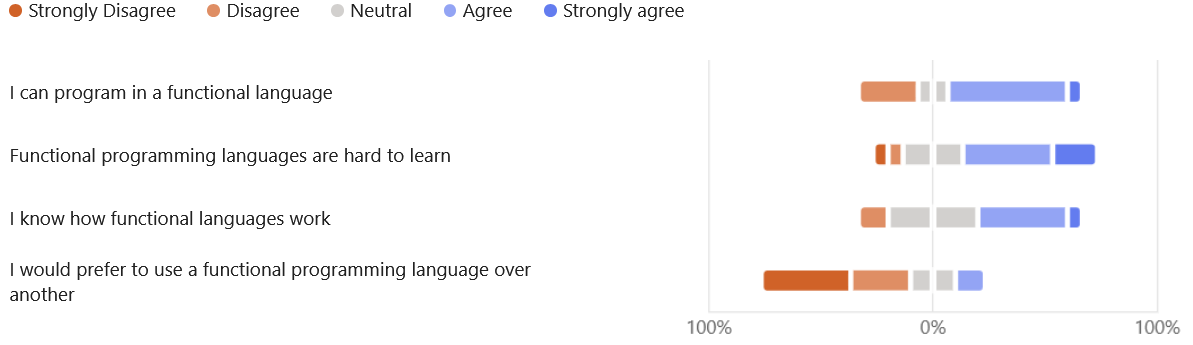 Strongly Disagree Disagree Neutral Agree Strongly agree
I can program in a functional language
Functional programming languages are hard to learn
I know how functional languages work
I would prefer to use a functional programming language over
another
100% 0% 100%